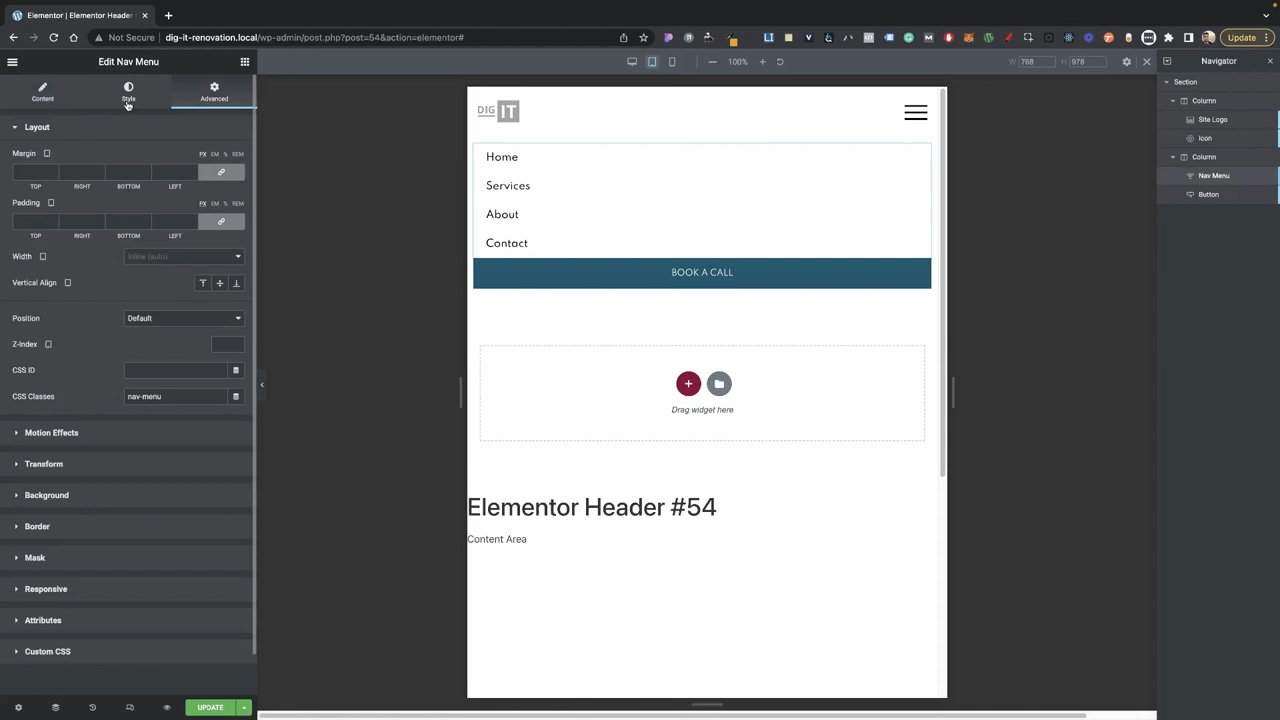 Elementor | Elementor Header
Not Secure
dig-it-renovation.local/wp-admin/post.php?post=54&action=elementor#
Update
Edit Nav Menu
100%
W 768
H 978
Navigator
Content
Style
Advanced
Layout
Margin
PX EM % REM
TOP RIGHT BOTTOM LEFT
Padding
PX EM % REM
TOP RIGHT BOTTOM LEFT
Width
Inline (auto)
Vertical Align
Position
Default
Z-Index
CSS ID
CSS Classes
nav-menu
Motion Effects
Transform
Background
Border
Mask
Responsive
Attributes
Custom CSS
UPDATE
DIG IT
Home
Services
About
Contact
BOOK A CALL
Drag widget here
Elementor Header #54
Content Area
Section
Column
Site Logo
Icon
Column
Nav Menu
Button